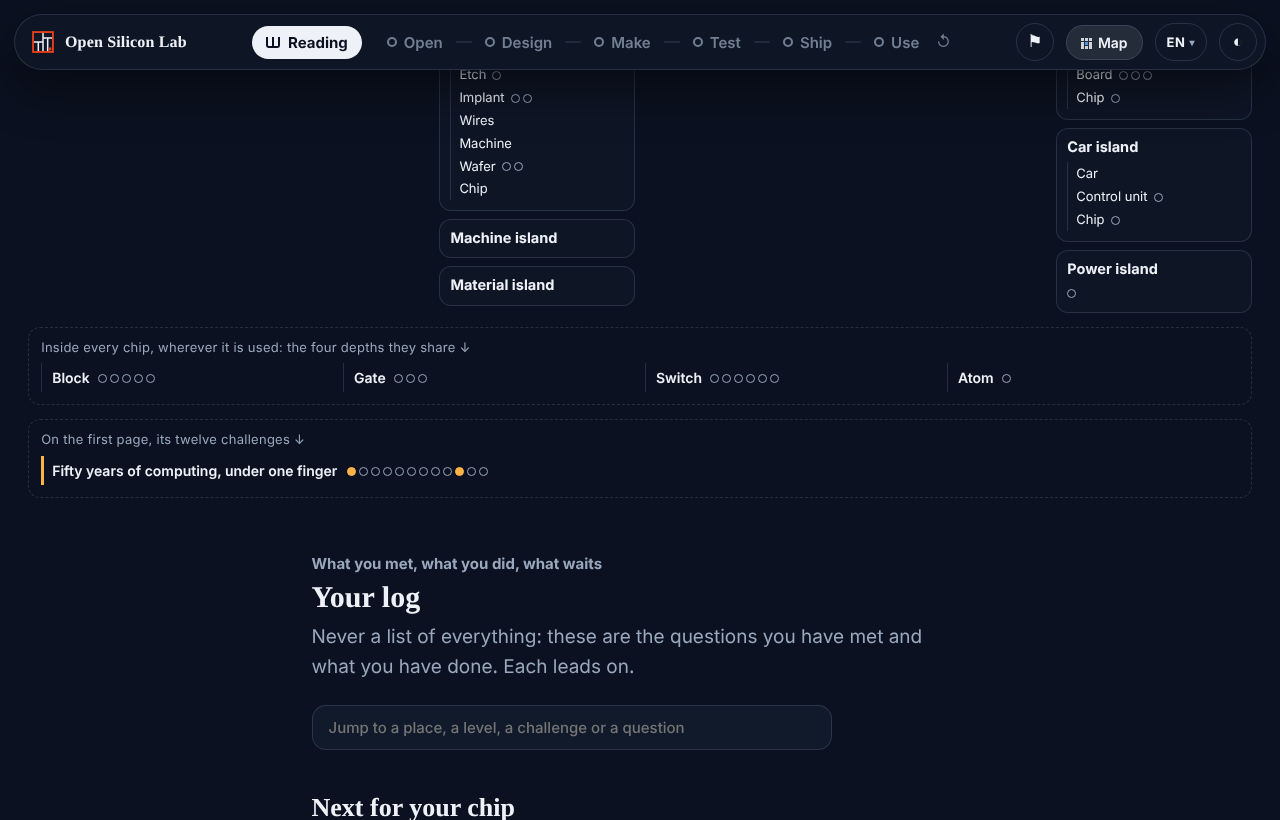 Open Silicon Lab
Reading
Open
Design
Make
Test
Ship
Use
Map
EN
Etch
Implant
Wires
Machine
Wafer
Chip
Machine island
Material island
Board
Chip
Car island
Car
Control unit
Chip
Power island
Inside every chip, wherever it is used: the four depths they share ↓
Block
Gate
Switch
Atom
On the first page, its twelve challenges ↓
Fifty years of computing, under one finger
What you met, what you did, what waits
Your log
Never a list of everything: these are the questions you have met and
what you have done. Each leads on.
Jump to a place, a level, a challenge or a question
Next for your chip